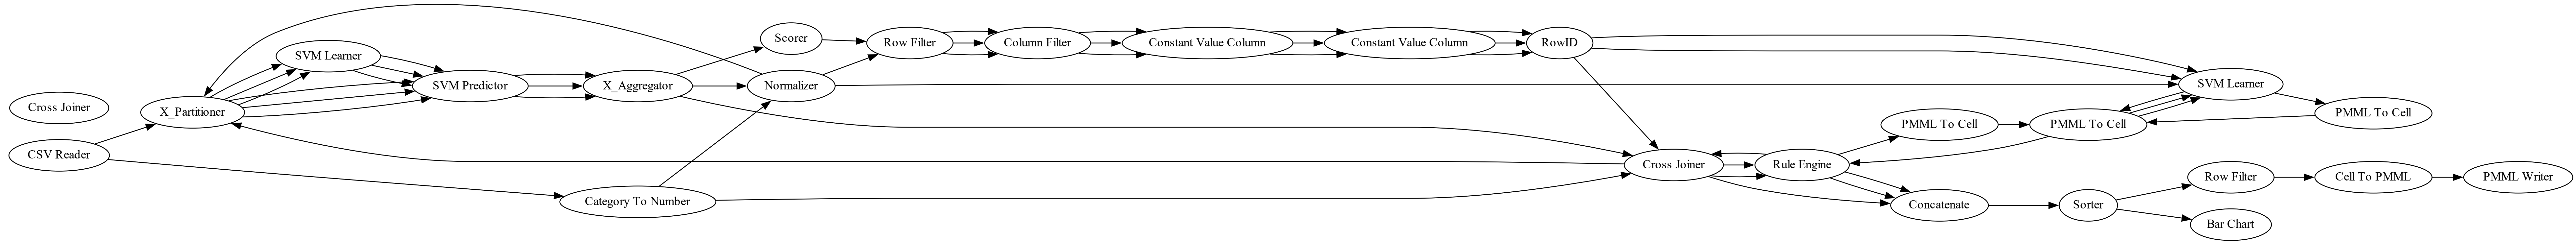 Cross Joiner
CSV Reader
X_Partitioner
SVM Learner
SVM Predictor
X_Aggregator
Category To Number
Scorer
Normalizer
Row Filter
Column Filter
Constant Value Column
Constant Value Column
RowID
Cross Joiner
Rule Engine
PMML To Cell
Concatenate
PMML To Cell
Sorter
SVM Learner
PMML To Cell
Row Filter
Bar Chart
Cell To PMML
PMML Writer